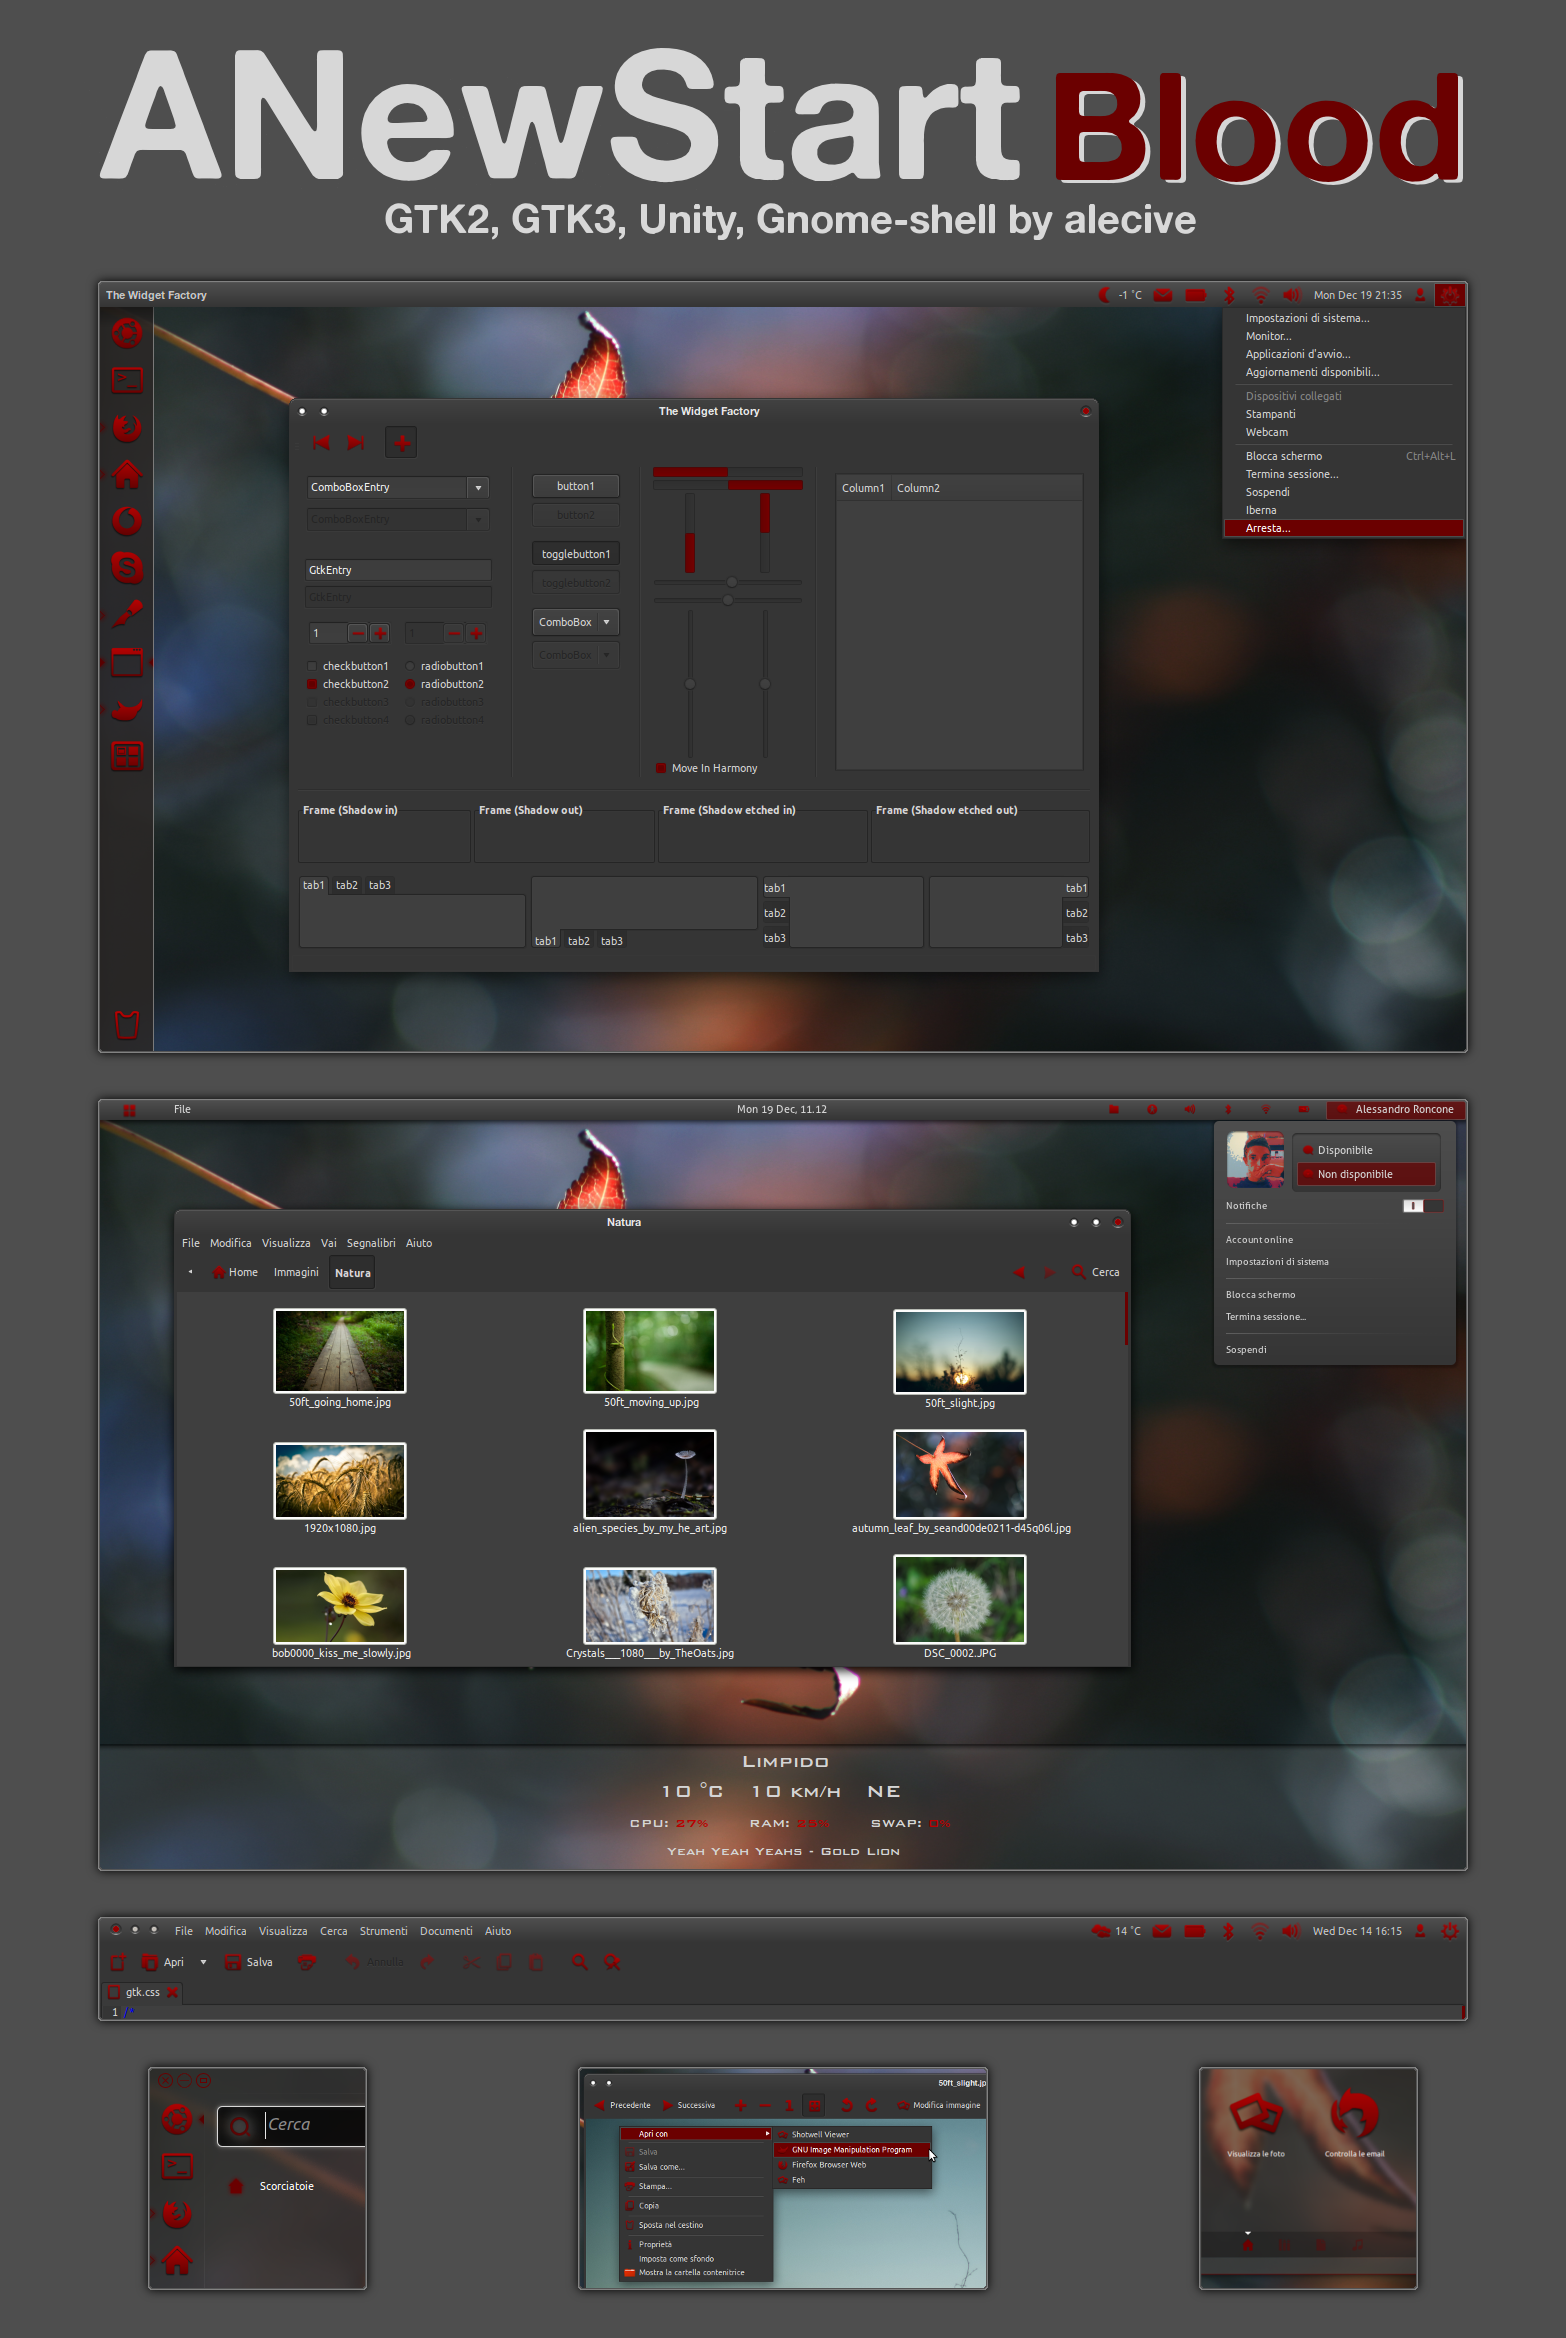 ANewStart Blood
GTK2, GTK3, Unity, Gnome-shell by alecive
The Widget Factory
-1 °C
Mon Dec 19 21:35
Impostazioni di sistema...
Monitor...
Applicazioni d'avvio...
Aggiornamenti disponibili...
Dispositivi collegati
Stampanti
Webcam
Blocca schermo Ctrl+Alt+L
Termina sessione...
Sospendi
Iberna
Arresta...
The Widget Factory
ComboBoxEntry
ComboBoxEntry
GtkEntry
GtkEntry
1 1
checkbutton1 radiobutton1
checkbutton2 radiobutton2
checkbutton3 radiobutton3
checkbutton4 radiobutton4
button1
button2
togglebutton1
togglebutton2
ComboBox
ComboBox
Move In Harmony
Column1 Column2
Frame (Shadow in) Frame (Shadow out) Frame (Shadow etched in) Frame (Shadow etched out)
tab1 tab2 tab3
tab1 tab2 tab3
tab1
tab2
tab3
tab1
tab2
tab3
File
Mon 19 Dec, 11.12
Alessandro Roncone
Disponibile
Non disponibile
Notifiche
Account online
Impostazioni di sistema
Blocca schermo
Termina sessione...
Sospendi
Natura
File Modifica Visualizza Vai Segnalibri Aiuto
Home Immagini Natura Cerca
50ft_going_home.jpg 50ft_moving_up.jpg 50ft_slight.jpg
1920x1080.jpg alien_species_by_my_he_art.jpg autumn_leaf_by_seand00de0211-d45q06l.jpg
bob0000_kiss_me_slowly.jpg Crystals___1080___by_TheOats.jpg DSC_0002.JPG
Limpido
10 °C 10 km/h NE
CPU: 27% RAM: 25% SWAP: 0%
Yeah Yeah Yeahs - Gold Lion
File Modifica Visualizza Cerca Strumenti Documenti Aiuto
14 °C
Wed Dec 14 16:15
Apri Salva Annulla
gtk.css
1 /*
Cerca
Scorciatoie
50ft_slight.jp
Precedente Successiva Modifica immagine
Apri con
Salva
Salva come...
Stampa...
Copia
Sposta nel cestino
Proprietà
Imposta come sfondo
Mostra la cartella contenitrice
Shotwell Viewer
GNU Image Manipulation Program
Firefox Browser Web
Feh
Visualizza le foto Controlla le email